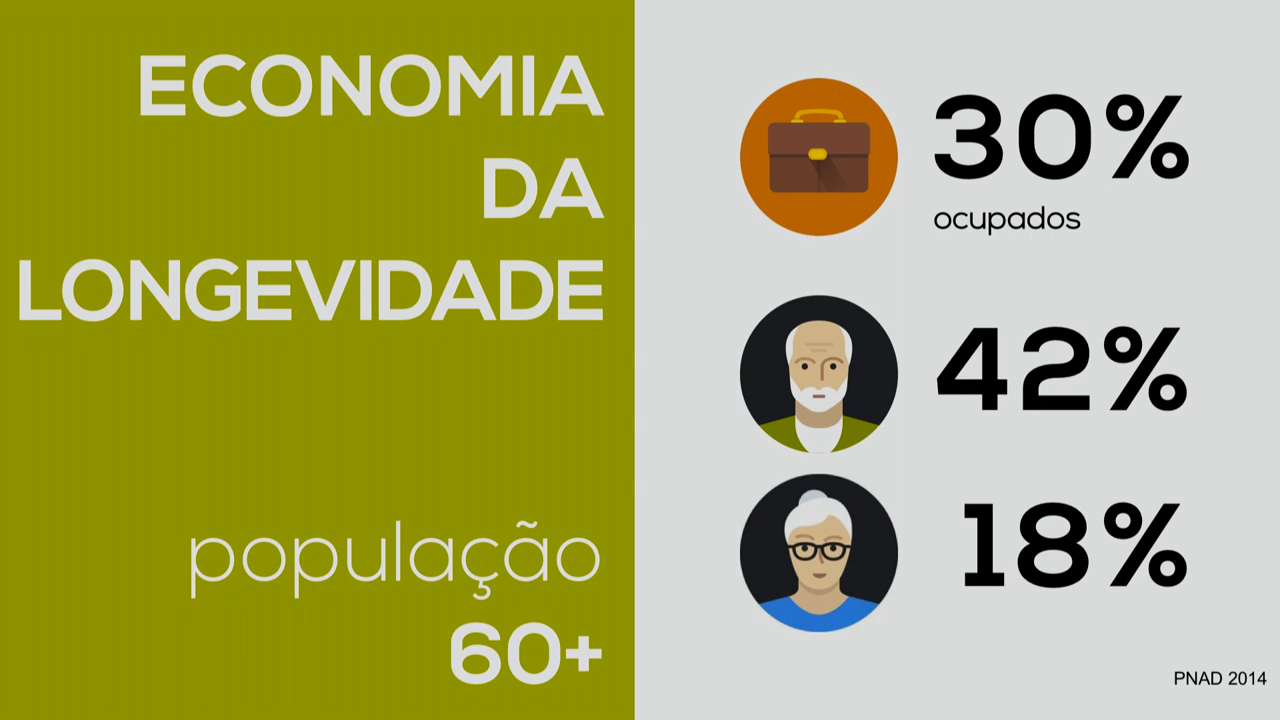 ECONOMIA
DA
LONGEVIDADE
população
60+
30%
ocupados
42%
18%
PNAD 2014